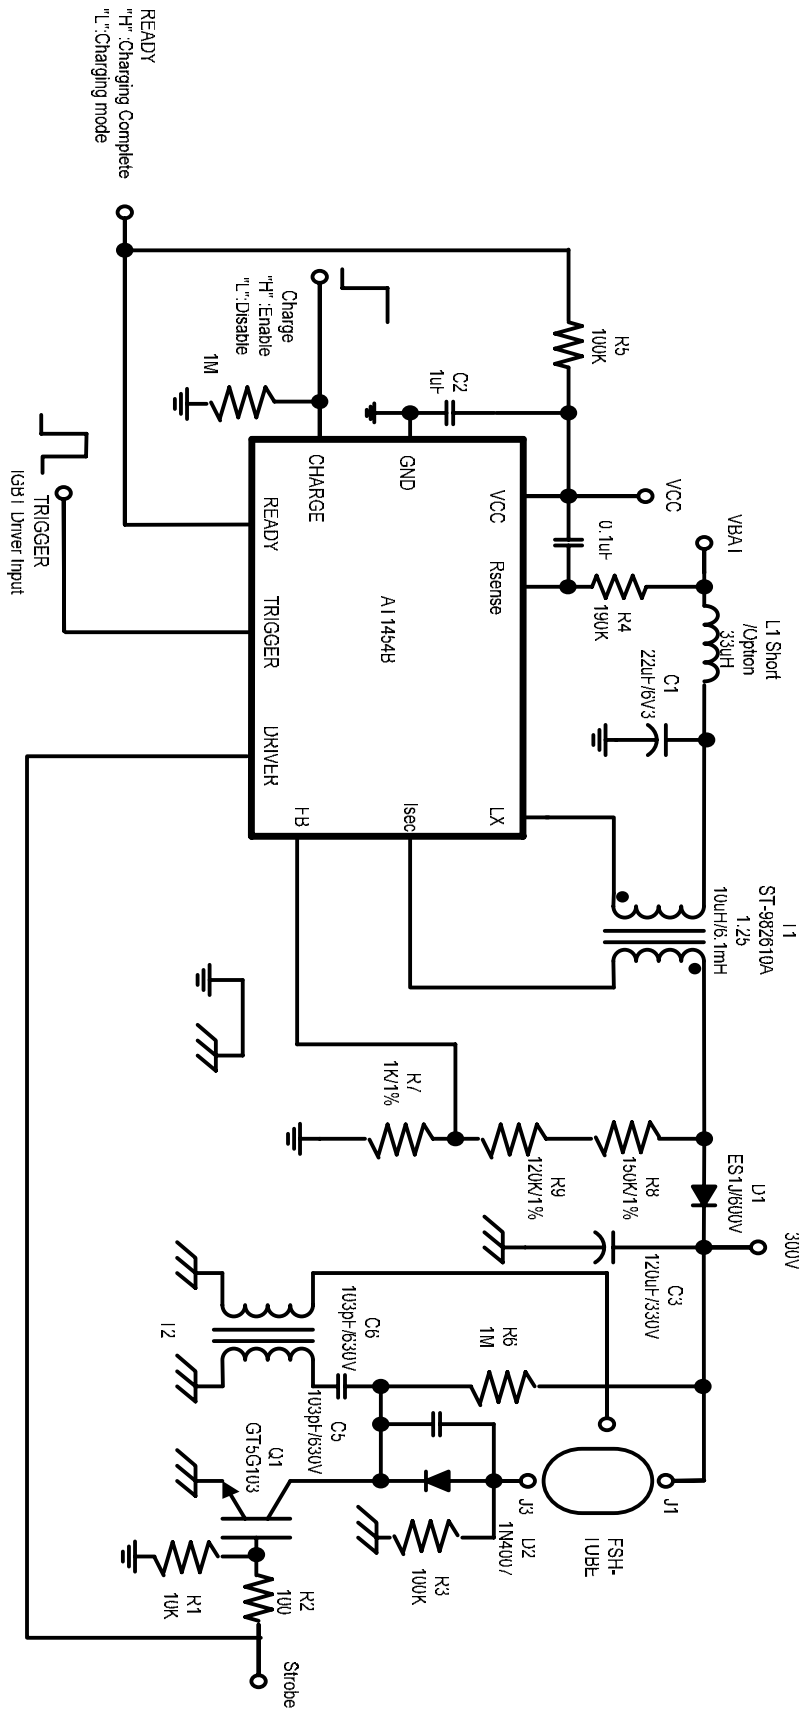 300V
T1
ST-982610A
1:25
10uH/6.1mH
L1 Short
/Option
33uH
VBAT
VCC
D1
ES1J/600V
J1
FSH-
TUBE
J3
R5
100K
0.1uF
R4
190K
C1
22uF/6V3
R8
150K/1%
C3
120uF/330V
R9
120K/1%
R6
1M
D2
1N4007
R3
100K
C2
1uF
VCC
Rsense
LX
GND
AT1454B
Isec
R7
1K/1%
C6
103pF/630V
C5
103pF/630V
Charge
"H" :Enable
"L":Disable
1M
CHARGE
FB
READY
TRIGGER
DRIVER
T2
Q1
GT5G103
R2
100
R1
10K
Strobe
READY
"H" :Charging Complete
"L":Charging mode
TRIGGER
IGBT Driver Input